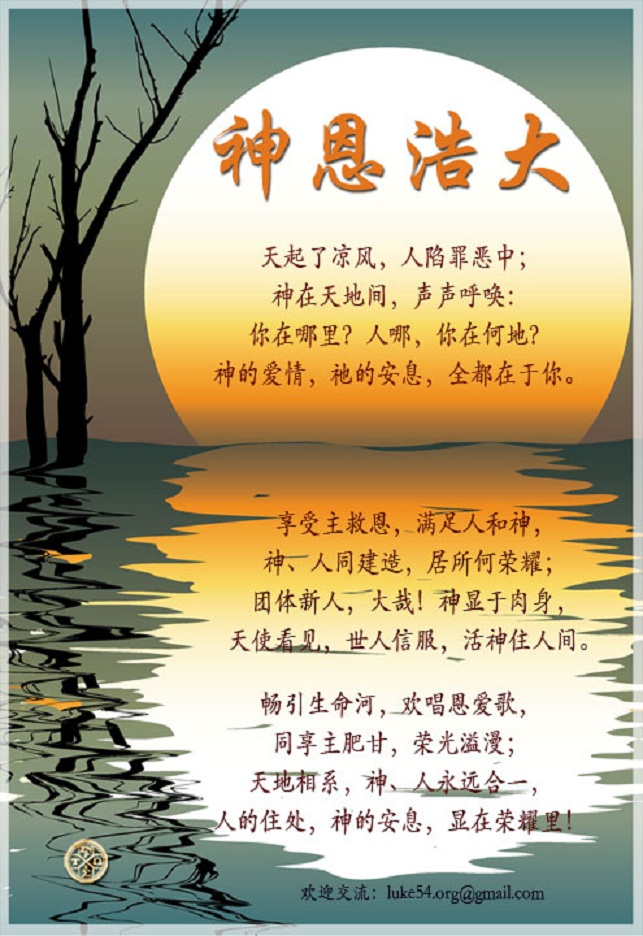 神恩浩大
天起了凉风，人陷罪恶中；
神在天地间，声声呼唤：
你在哪里？人哪，你在何地？
神的爱情，祂的安息，全都在于你。
享受主救恩，满足人和神，
神、人同建造，居所何荣耀；
团体新人，大哉！神显于肉身，
天使看见，世人信服，活神住人间。
畅引生命河，欢唱恩爱歌，
同享主肥甘，荣光溢漫；
天地相系，神、人永远合一，
人的住处，神的安息，显在荣耀里！
欢迎交流：luke54.org@gmail.com